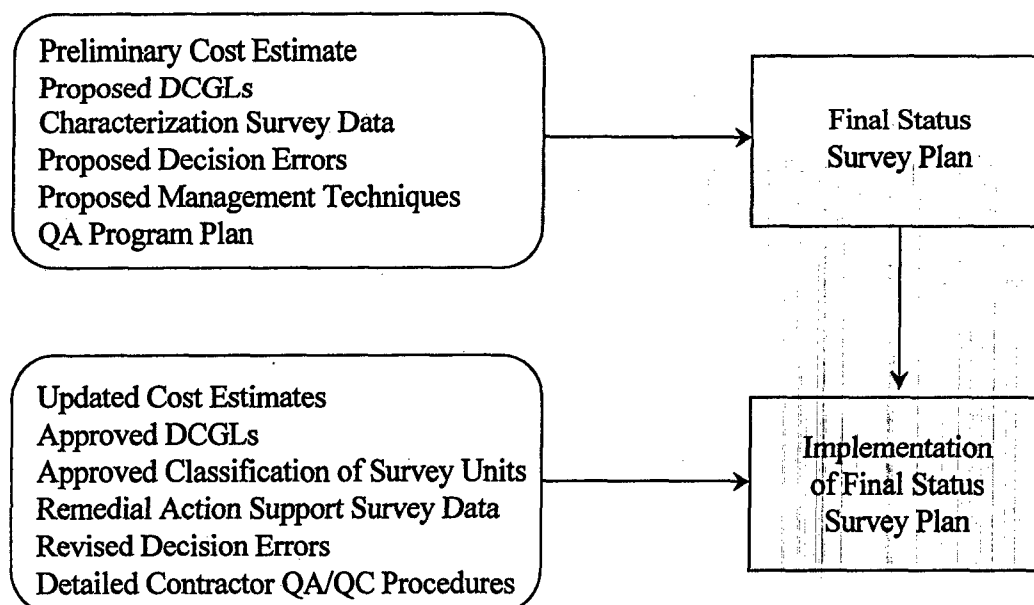 Preliminary Cost Estimate
Proposed DCGLs
Characterization Survey Data
Proposed Decision Errors
Proposed Management Techniques
QA Program Plan
Final Status
Survey Plan
Updated Cost Estimates
Approved DCGLs
Approved Classification of Survey Units
Remedial Action Support Survey Data
Revised Decision Errors
Detailed Contractor QA/QC Procedures
Implementation
of Final Status
Survey Plan